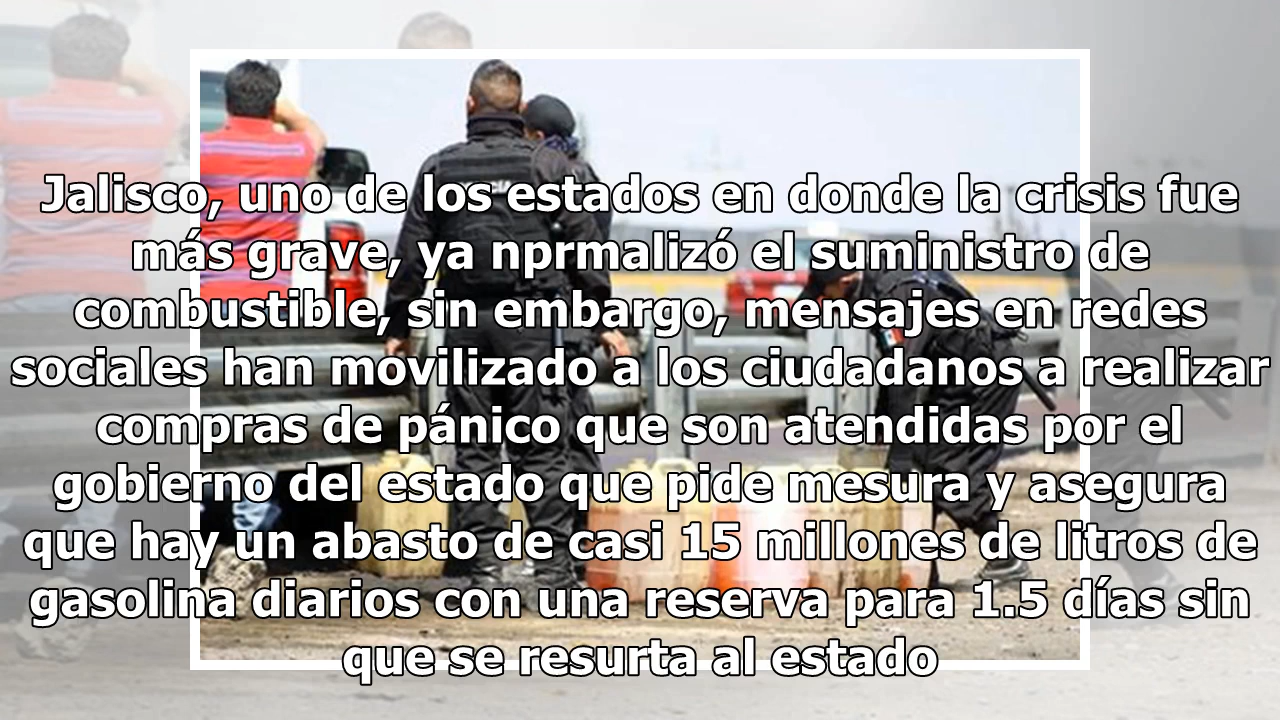 Jalisco, uno de los estados en donde la crisis fue
más grave, ya nprmalizó el suministro de
combustible, sin embargo, mensajes en redes
sociales han movilizado a los ciudadanos a realizar
compras de pánico que son atendidas por el
gobierno del estado que pide mesura y asegura
que hay un abasto de casi 15 millones de litros de
gasolina diarios con una reserva para 1.5 días sin
que se resurta al estado